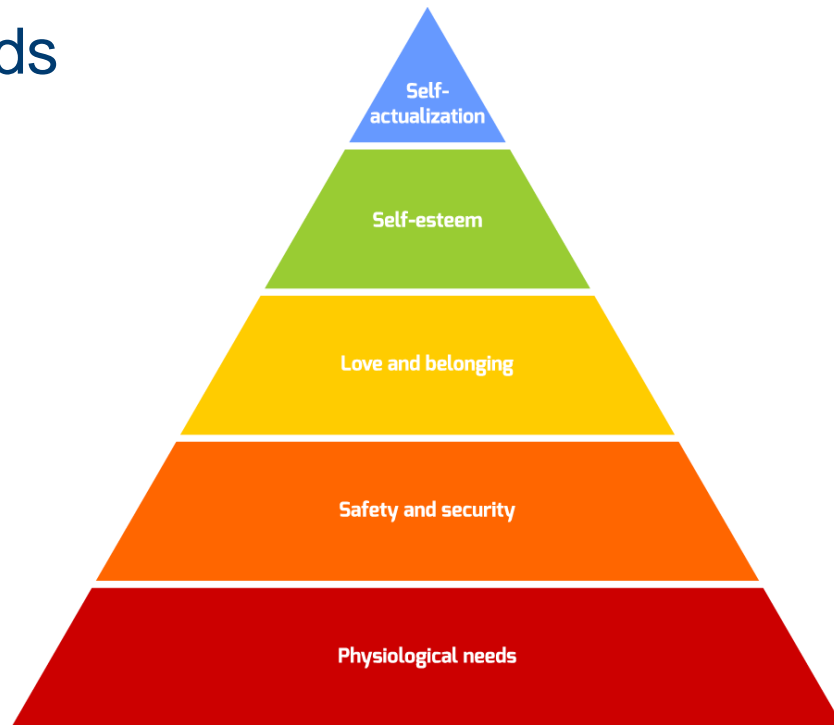 ds
Self-
actualization
Self-esteem
Love and belonging
Safety and security
Physiological needs